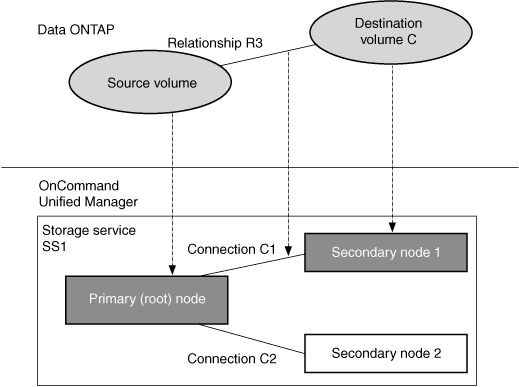 Data ONTAP
Destination
volume C
Relationship R3
Source volume
OnCommand
Unified Manager
Storage service
SS1
Connection C1
Secondary node 1
Primary (root) node
Connection C2
Secondary node 2